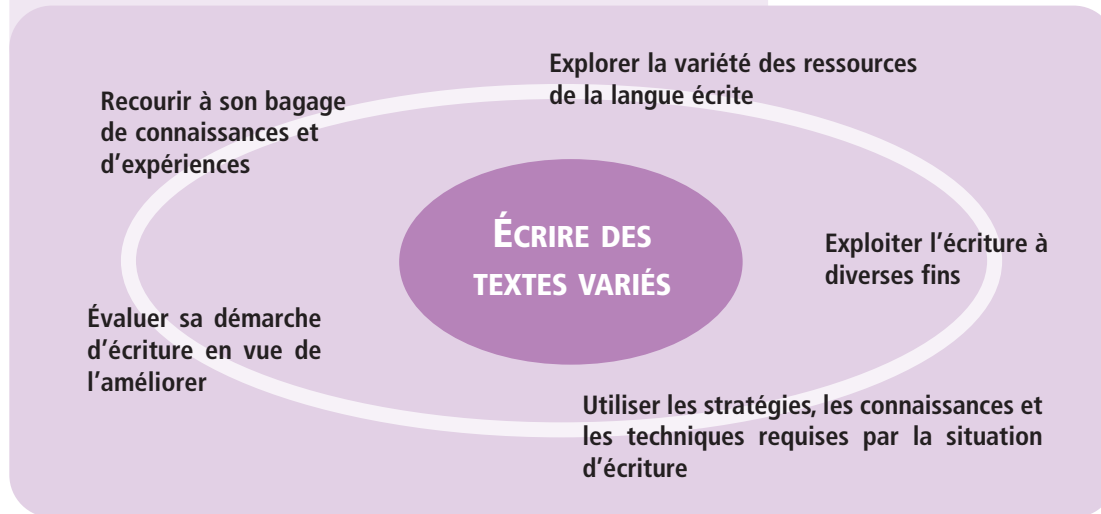 Explorer la variété des ressources
de la langue écrite
Recourir à son bagage
de connaissances et
d'expériences
ÉCRIRE DES
TEXTES VARIÉS
Exploiter l'écriture à
diverses fins
Évaluer sa démarche
d'écriture en vue de
l'améliorer
Utiliser les stratégies, les connaissances et
les techniques requises par la situation
d'écriture